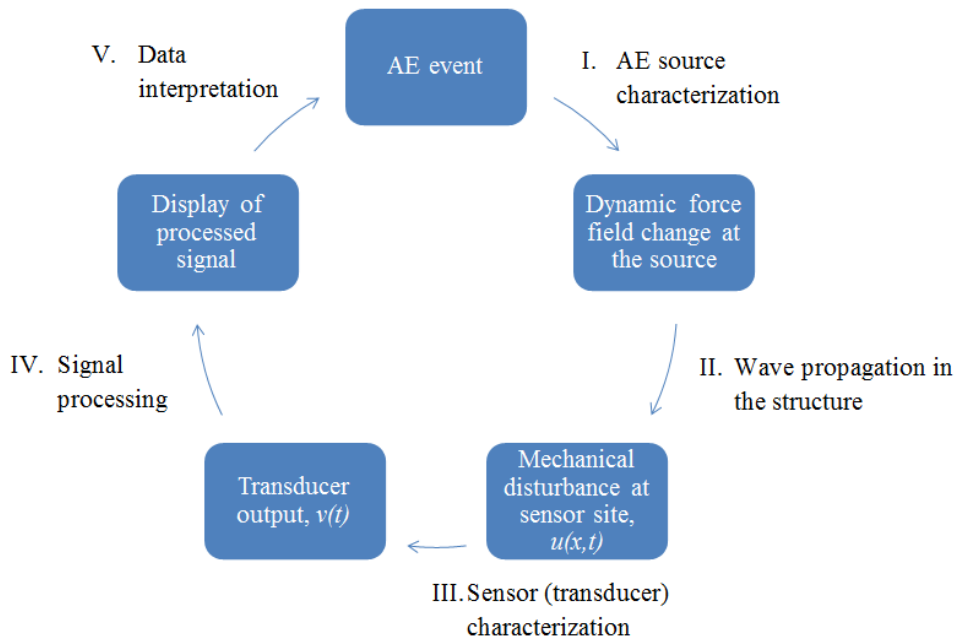 AE event
I. AE source
characterization
Dynamic force
field change at
the source
II. Wave propagation in
the structure
Mechanical
disturbance at
sensor site,
u(x,t)
III. Sensor (transducer)
characterization
Transducer
output, v(t)
IV. Signal
processing
Display of
processed
signal
V. Data
interpretation